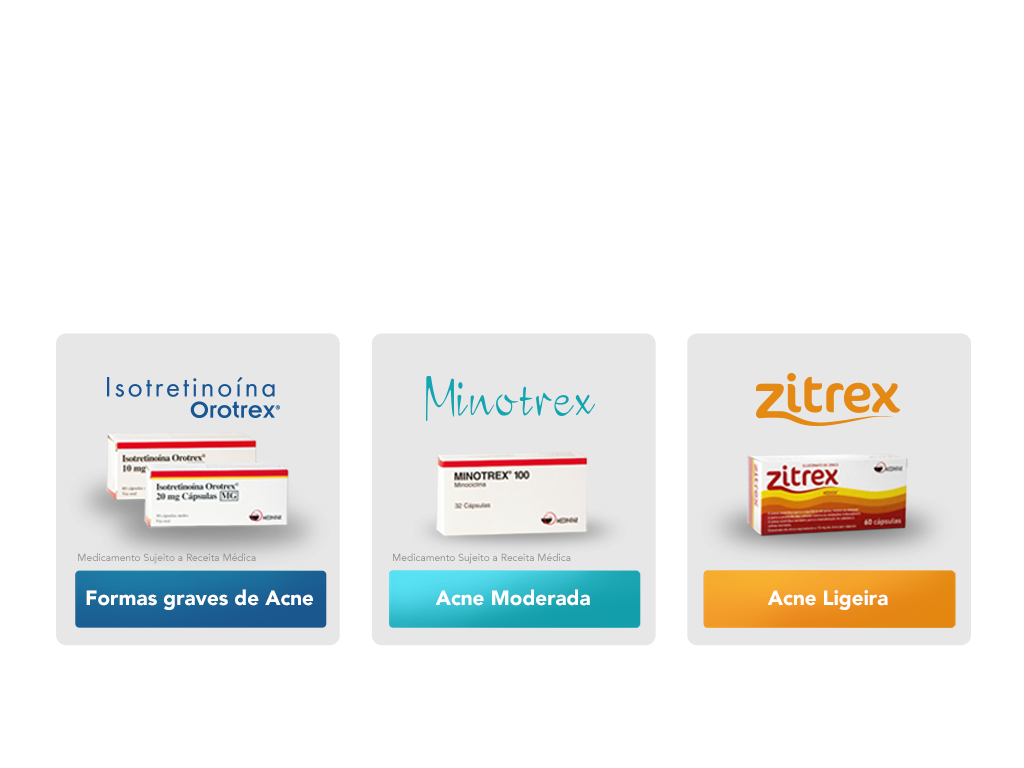 Isotretinoína
Orotrex®
Isotretinoína Orotrex®
10 mg
Isotretinoína Orotrex®
20 mg Cápsulas MG
Medicamento Sujeito a Receita Médica
Formas graves de Acne
Minotrex
MINOTREX® 100
Minociclina
32 Cápsulas
MEDINFAR
Medicamento Sujeito a Receita Médica
Acne Moderada
zitrex
zitrex
60 cápsulas
Acne Ligeira